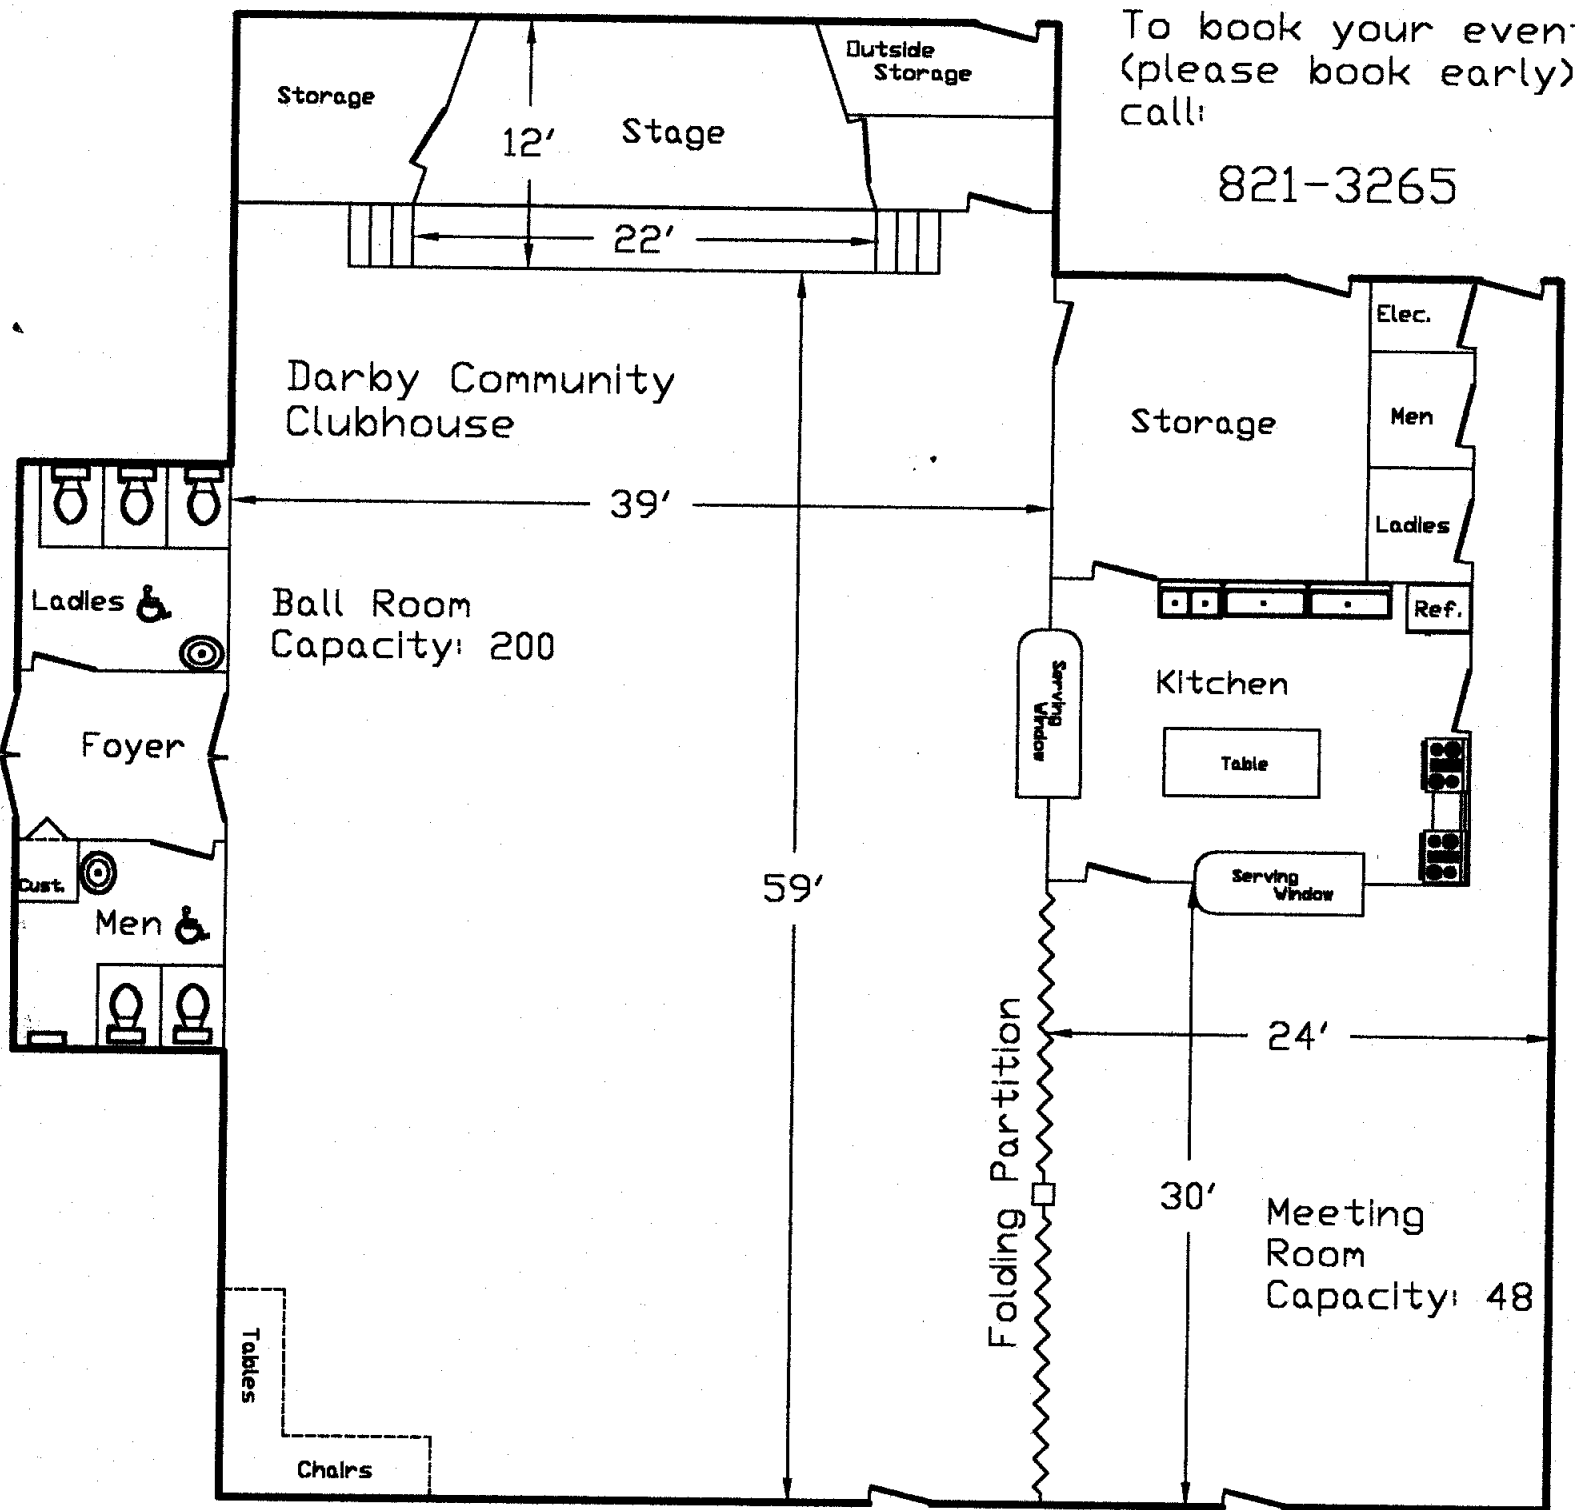 To book your even
(please book early)
call:
821-3265
Outside
Storage
Storage
12'
Stage
22'
Elec.
Darby Community
Clubhouse
Storage
Men
39'
Ladies
Ladies
Ball Room
Capacity: 200
Ref.
Serving
Window
Kitchen
Foyer
Table
59'
Cust.
Serving
Window
Men
24'
Folding Partition
30'
Meeting
Room
Capacity: 48
Tables
Chairs